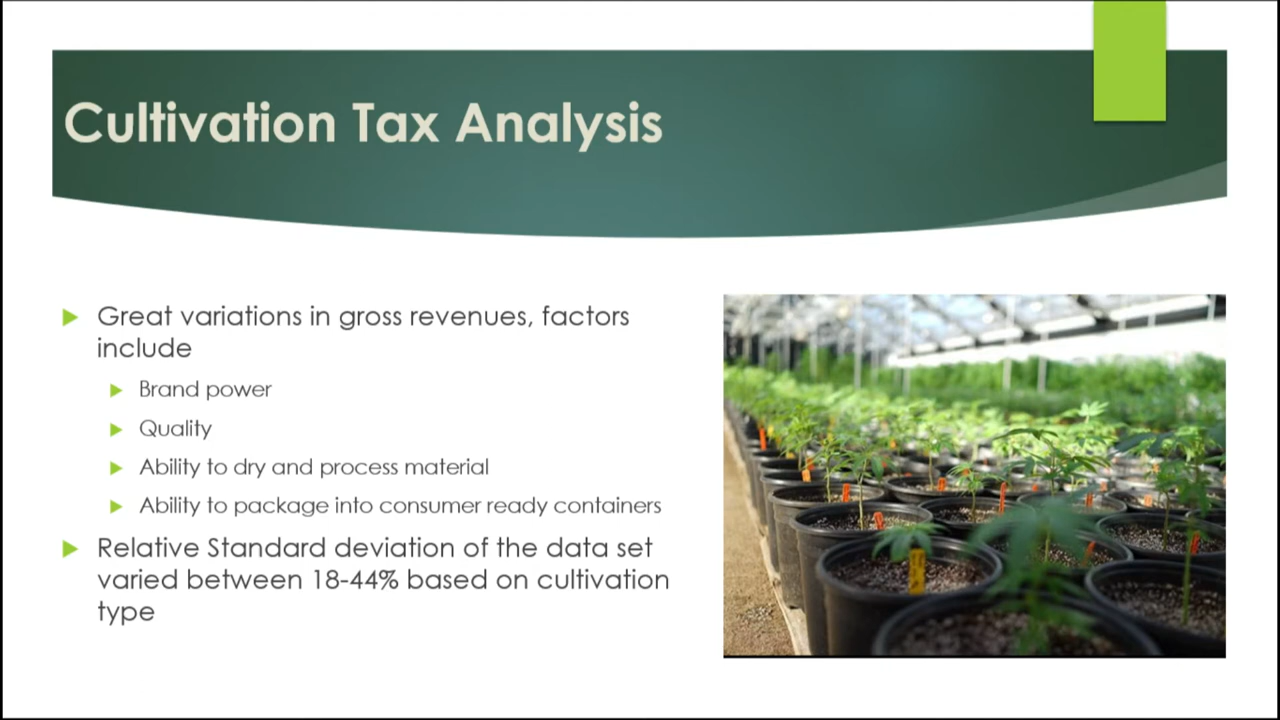 Cultivation Tax Analysis
Great variations in gross revenues, factors
include
Brand power
Quality
Ability to dry and process material
Ability to package into consumer ready containers
Relative Standard deviation of the data set
varied between 18-44% based on cultivation
type